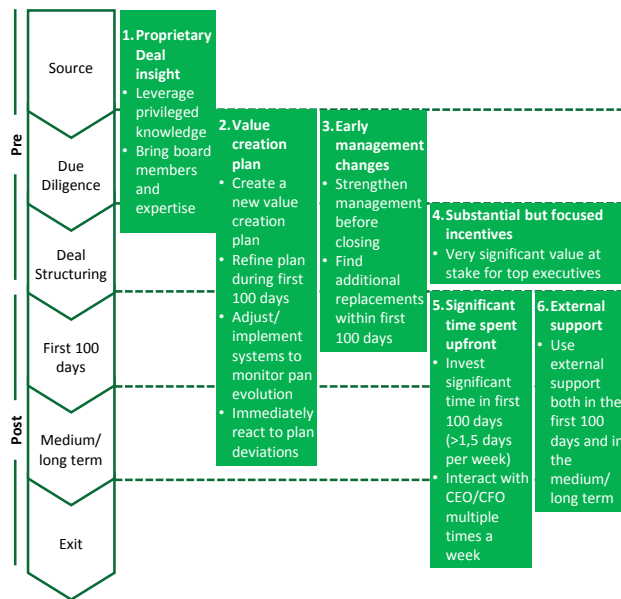 Pre
Post
Source
Due
Diligence
Deal
Structuring
First 100
days
Medium/
long term
Exit
1. Proprietary
Deal
insight
• Leverage
privileged
knowledge
• Bring board
members
and
expertise
2. Value
creation
plan
• Create a
new value
creation
plan
• Refine plan
during first
100 days
• Adjust/
implement
systems to
monitor pan
evolution
• Immediately
react to plan
deviations
3. Early
management
changes
• Strengthen
management
before
closing
• Find
additional
replacements
within first
100 days
4. Substantial but focused
incentives
• Very significant value at
stake for top executives
5. Significant
time spent
upfront
• Invest
significant
time in first
100 days
(>1,5 days
per week)
• Interact with
CEO/CFO
multiple
times a
week
6. External
support
• Use
external
support
both in the
first 100
days and in
the
medium/
long term